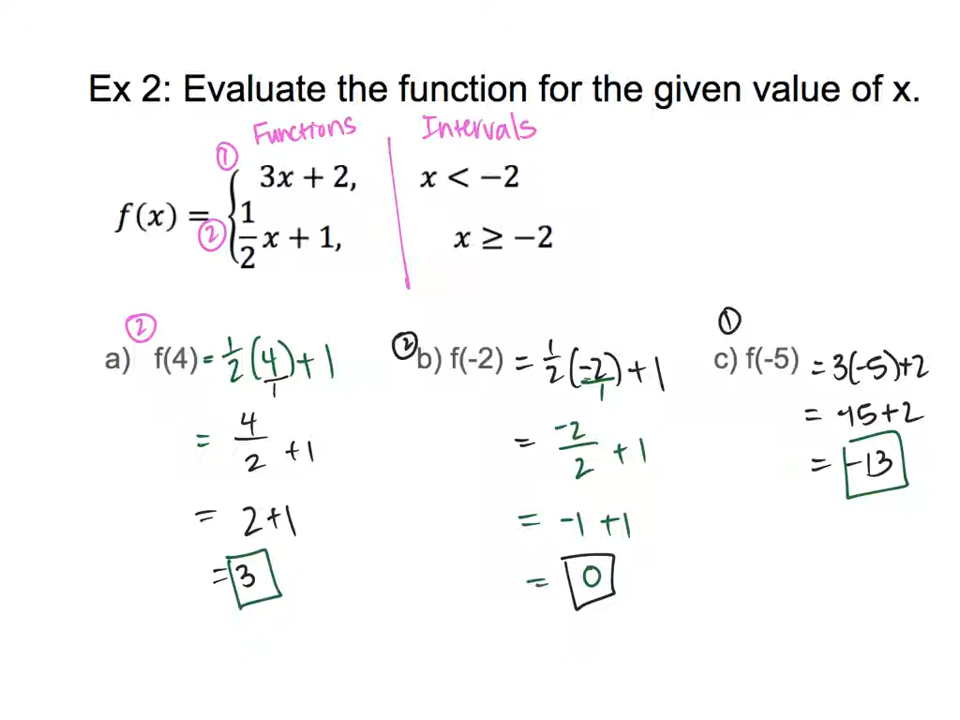 Ex 2: Evaluate the function for the given value of x.
Functions Intervals
① 3x + 2, x < −2
f(x) =
② 1/2 x + 1, x ≥ −2
② ② ①
a) f(4) = 1/2 (4/1) + 1 b) f(-2) = 1/2 (-2/1) + 1 c) f(-5) = 3(-5)+2
= 4/2 + 1 = -2/2 + 1 = -15+2
= 2+1 = -1 +1 = -13
= 3 = 0